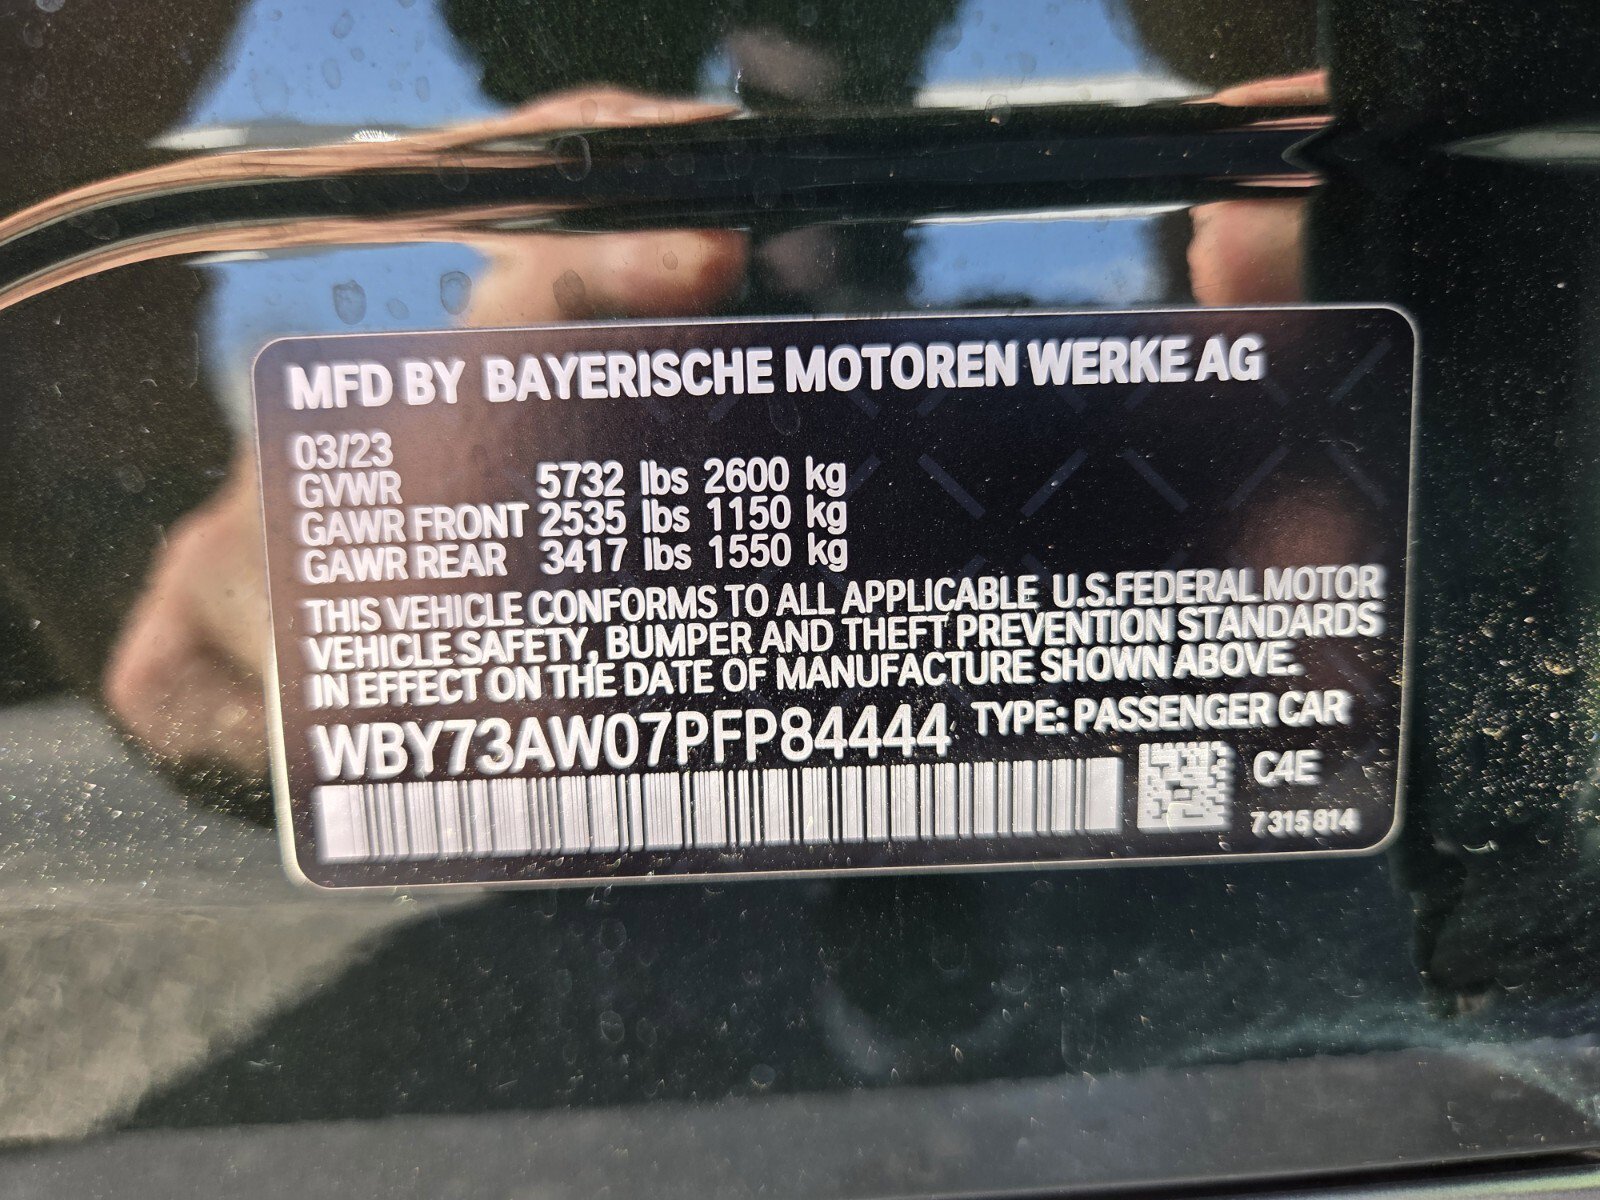 MFD BY BAYERISCHE MOTOREN WERKE AG
03/23
GVWR 5732 lbs 2600 kg
GAWR FRONT 2535 lbs 1150 kg
GAWR REAR 3417 lbs 1550 kg
THIS VEHICLE CONFORMS TO ALL APPLICABLE U.S.FEDERAL MOTOR
VEHICLE SAFETY, BUMPER AND THEFT PREVENTION STANDARDS
IN EFFECT ON THE DATE OF MANUFACTURE SHOWN ABOVE.
WBY73AW07PFP84444 TYPE: PASSENGER CAR
C4E
7 315 814